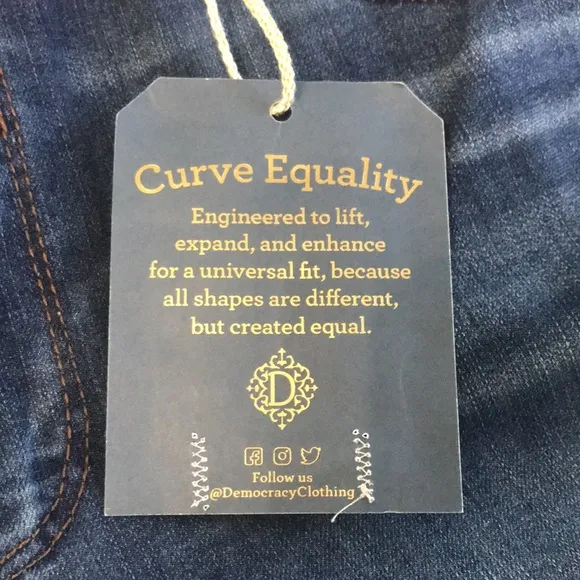 Curve Equality
Engineered to lift,
expand, and enhance
for a universal fit, because
all shapes are different,
but created equal.
D
Follow us
@DemocracyClothing